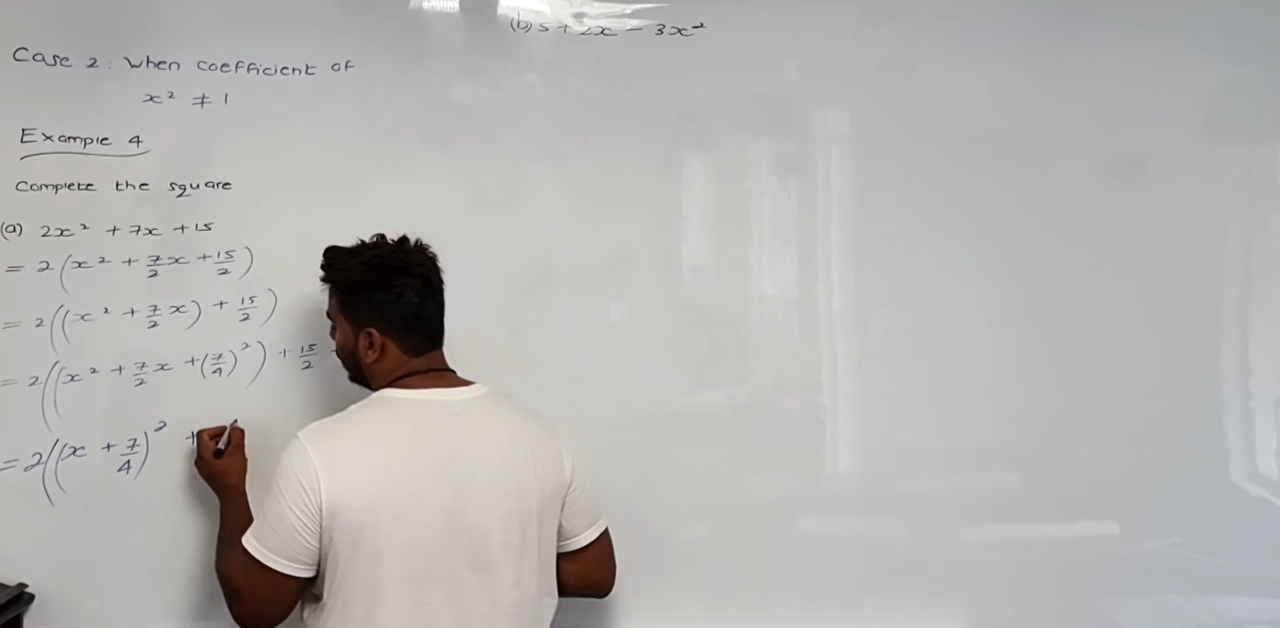 Case 2: When coefficient of
x² ≠ 1
Example 4
Complete the square
(a) 2x² + 7x + 15
= 2(x² + 7/2 x + 15/2)
= 2((x² + 7/2 x) + 15/2)
= 2((x² + 7/2 x + (7/4)²) + 15/2 -
= 2((x + 7/4)² +
(b) 5 + 2x - 3x²